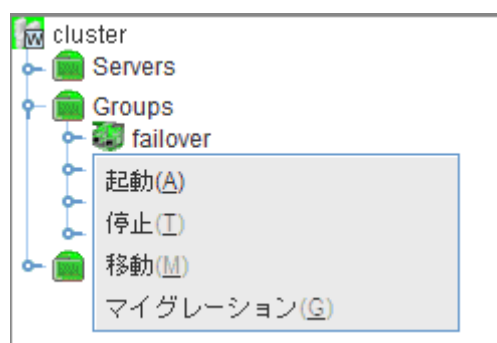 cluster
Servers
Groups
failover
起動(A)
停止(T)
移動(M)
マイグレーション(G)